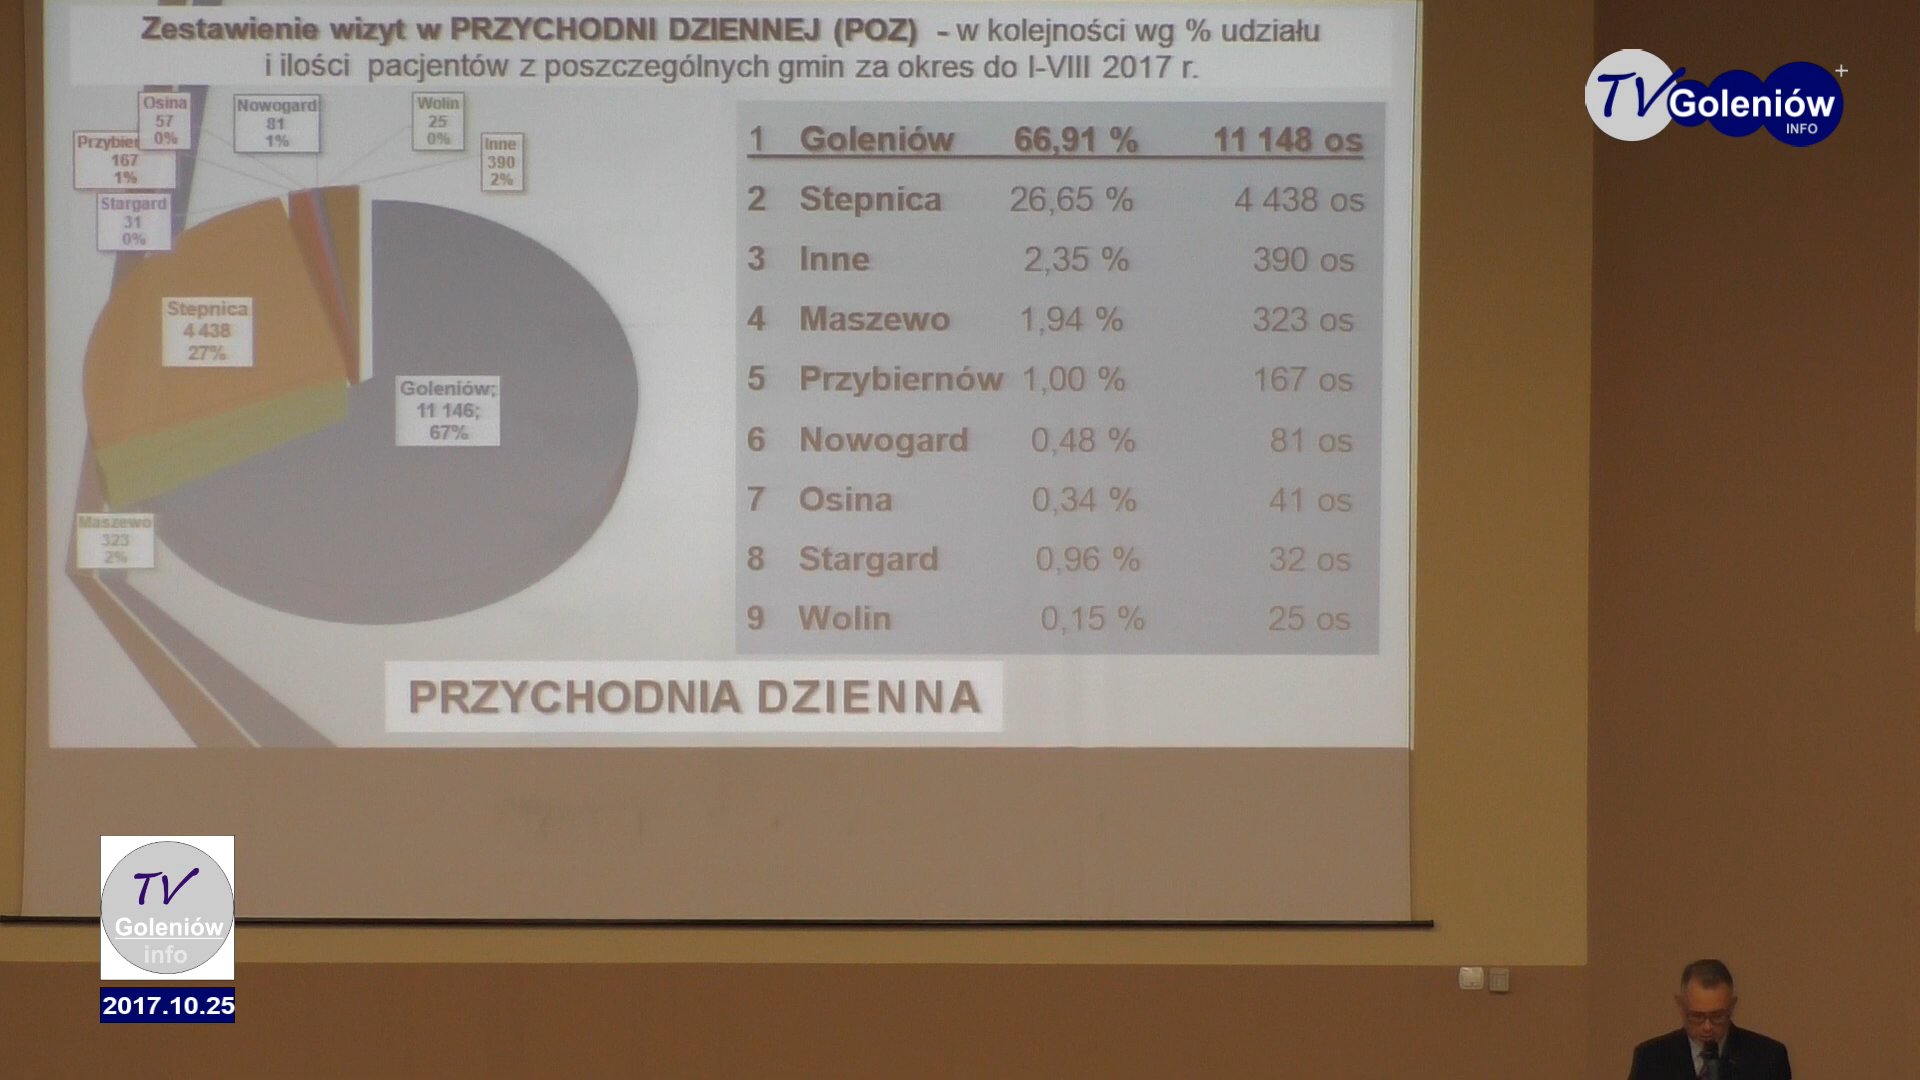 Zestawienie wizyt w PRZYCHODNI DZIENNEJ (POZ) - w kolejności wg % udziału
i ilości pacjentów z poszczególnych gmin za okres do I-VIII 2017 r.
Osina
57
0%
Nowogard
81
1%
Wolin
25
0%
Inne
390
2%
Przybier
167
1%
Stargard
31
0%
Stepnica
4 438
27%
Goleniów;
11 146;
67%
Maszewo
323
2%
1 Goleniów 66,91 % 11 148 os
2 Stepnica 26,65 % 4 438 os
3 Inne 2,35 % 390 os
4 Maszewo 1,94 % 323 os
5 Przybiernów 1,00 % 167 os
6 Nowogard 0,48 % 81 os
7 Osina 0,34 % 41 os
8 Stargard 0,96 % 32 os
9 Wolin 0,15 % 25 os
PRZYCHODNIA DZIENNA
TV Goleniów +
INFO
TV
Goleniów
info
2017.10.25